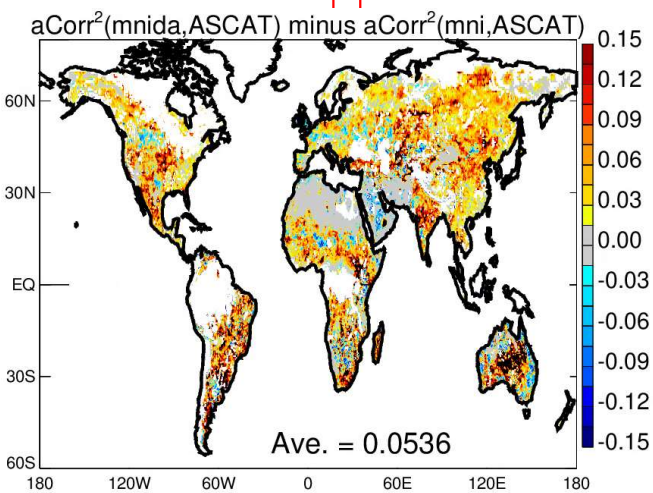 aCorr²(mnida,ASCAT) minus aCorr²(mni,ASCAT)
60N
30N
EQ
30S
60S
180
120W
60W
0
60E
120E
180
Ave. = 0.0536
0.15
0.12
0.09
0.06
0.03
0.00
-0.03
-0.06
-0.09
-0.12
-0.15